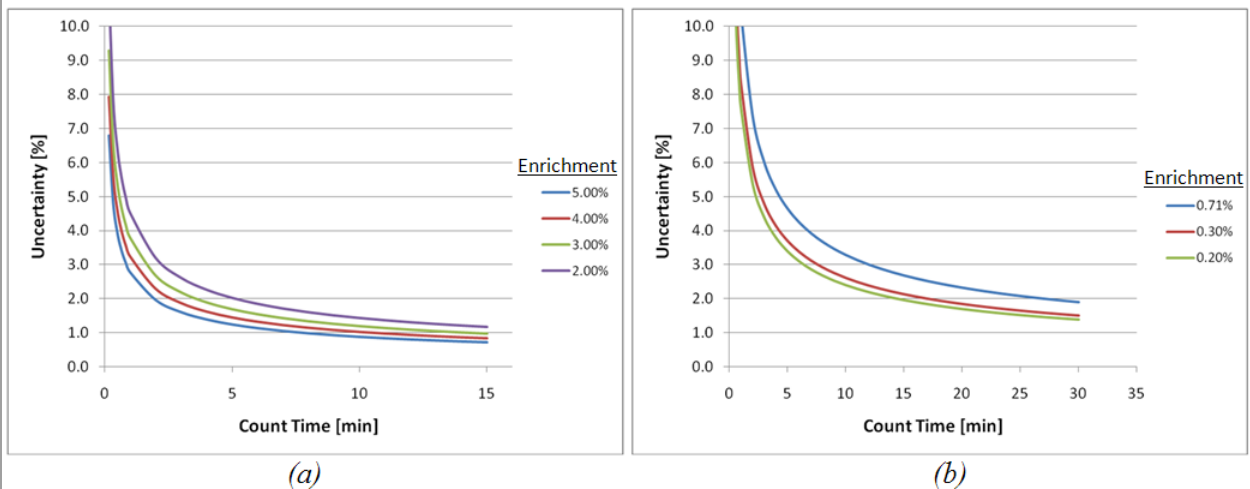 10.0
9.0
8.0
7.0
6.0
5.0
4.0
3.0
2.0
1.0
0.0
Uncertainty [%]
0 5 10 15
Count Time [min]
Enrichment
5.00%
4.00%
3.00%
2.00%
(a)
10.0
9.0
8.0
7.0
6.0
5.0
4.0
3.0
2.0
1.0
0.0
Uncertainty [%]
0 5 10 15 20 25 30 35
Count Time [min]
Enrichment
0.71%
0.30%
0.20%
(b)